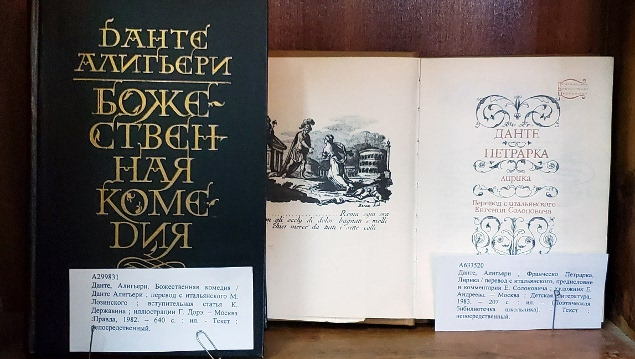 ДАНТЕ
АЛИГЬЕРИ
БОЖЕ-
СТВЕН-
НАЯ
КОМЕ-
ДИЯ
А299831
Данте, Алигьери. Божественная комедия /
Данте Алигьери ; перевод с итальянского М.
Лозинского ; вступительная статья К.
Державина ; иллюстрации Г. Доре – Москва
:Правда, 1982. – 640 с. : ил. - Текст :
непосредственный.
ДАНТЕ
ПЕТРАРКА
лирика
Перевод с итальянского
Евгения Солоновича
А633520
Данте, Алигьери , Франческо Петрарка.
Лирика / перевод с итальянского, предисловие
и комментарии Е. Солоновича ; художник Е.
Андреева. – Москва : Детская литература,
1983. – 207 с. : ил. – (Поэтическая
библиотечка школьника). – Текст :
непосредственный.